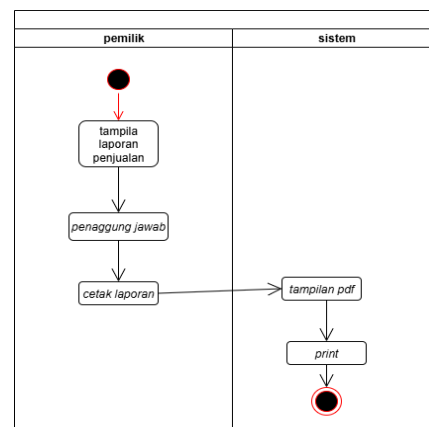 pemilik
sistem
tampila
laporan
penjualan
penaggung jawab
cetak laporan
tampilan pdf
print